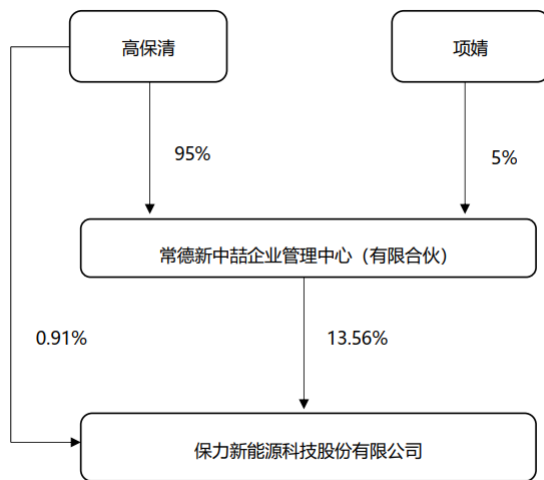 高保清
项婧
95%
5%
常德新中喆企业管理中心（有限合伙）
0.91%
13.56%
保力新能源科技股份有限公司